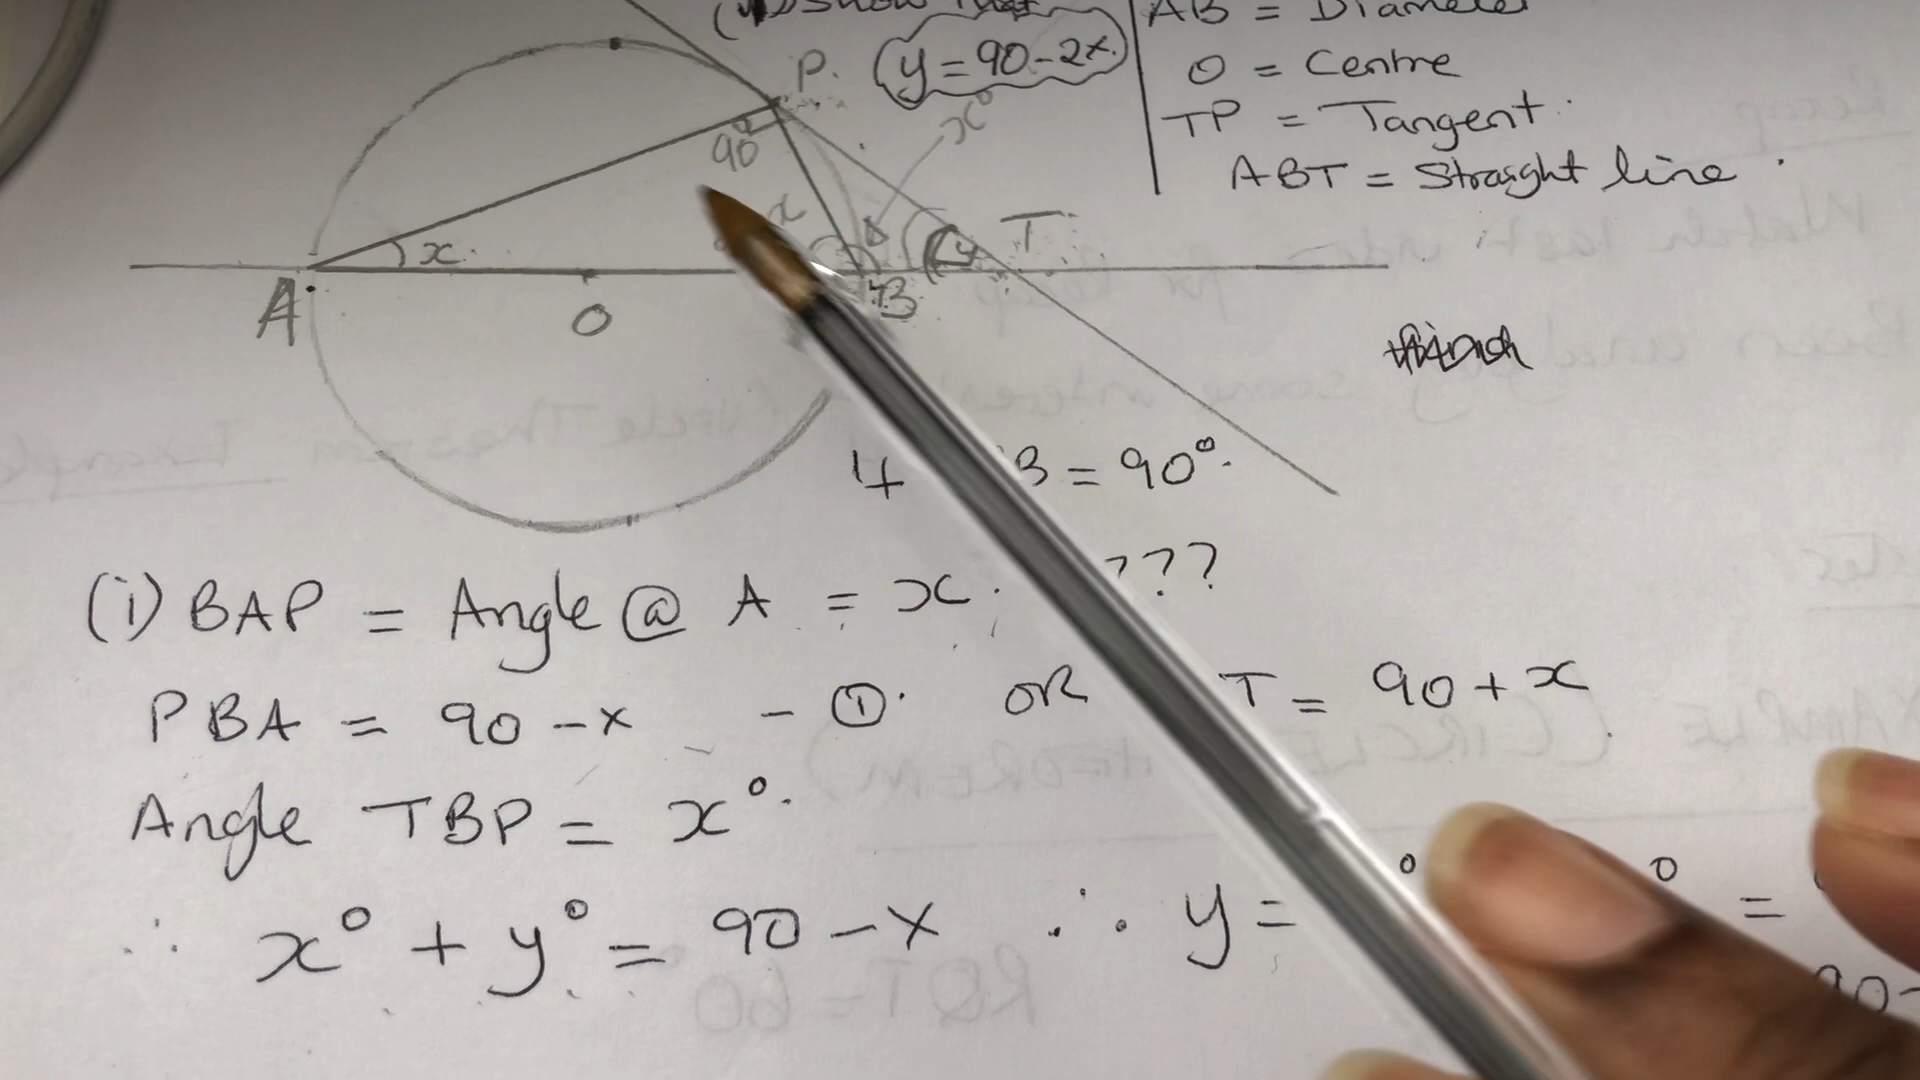 Show
y = 90 - 2x.
AB = Diameter
O = Centre
TP = Tangent
ABT = Straight line
P.
x°
90°
x
x
y
T
A
O
B
B = 90°.
(i) BAP = Angle @ A = x. ???
PBA = 90 - x - ①. OR T = 90 + x
Angle TBP = x°.
∴ x° + y° = 90 - x ∴ y =